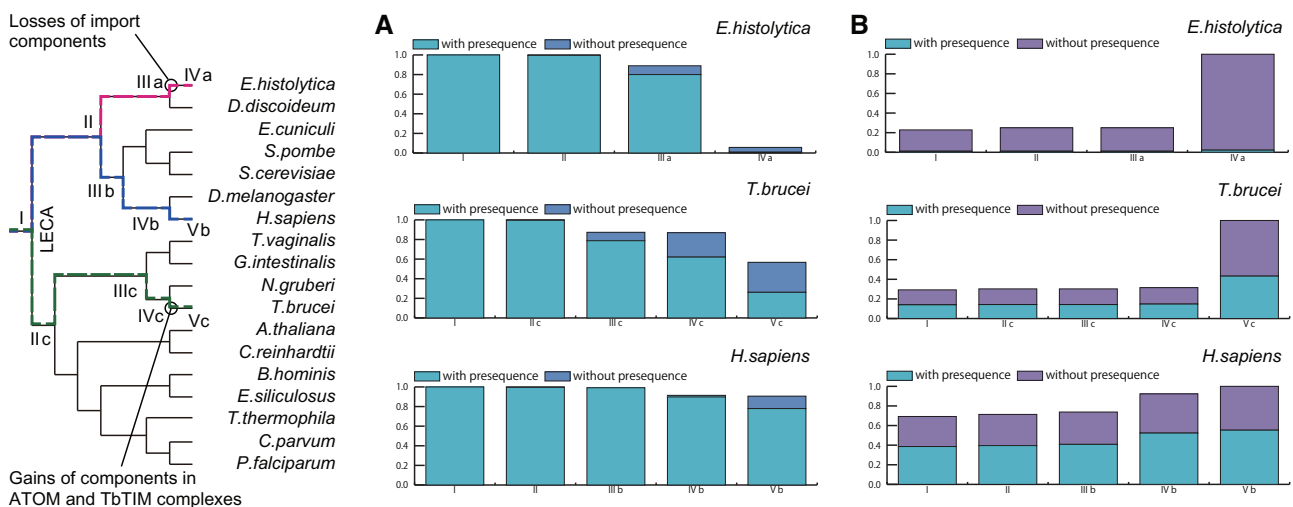 Losses of import
components
I
LECA
II
III a
IV a
III b
IVb
Vb
IIIc
IVc
Vc
II c
E.histolytica
D.discoideum
E.cuniculi
S.pombe
S.cerevisiae
D.melanogaster
H.sapiens
T.vaginalis
G.intestinalis
N.gruberi
T.brucei
A.thaliana
C.reinhardtii
B.hominis
E.siliculosus
T.thermophila
C.parvum
P.falciparum
Gains of components in
ATOM and TbTIM complexes
A
E.histolytica
with presequence without presequence
1.0
0.8
0.6
0.4
0.2
0.0
I II III a IV a
T.brucei
with presequence without presequence
1.0
0.8
0.6
0.4
0.2
0.0
I II c III c IV c V c
H.sapiens
with presequence without presequence
1.0
0.8
0.6
0.4
0.2
0.0
I II III b IV b V b
B
E.histolytica
with presequence without presequence
1.0
0.8
0.6
0.4
0.2
0.0
I II III a IV a
T.brucei
with presequence without presequence
1.0
0.8
0.6
0.4
0.2
0.0
I II c III c IV c V c
H.sapiens
with presequence without presequence
1.0
0.8
0.6
0.4
0.2
0.0
I II III b IV b V b